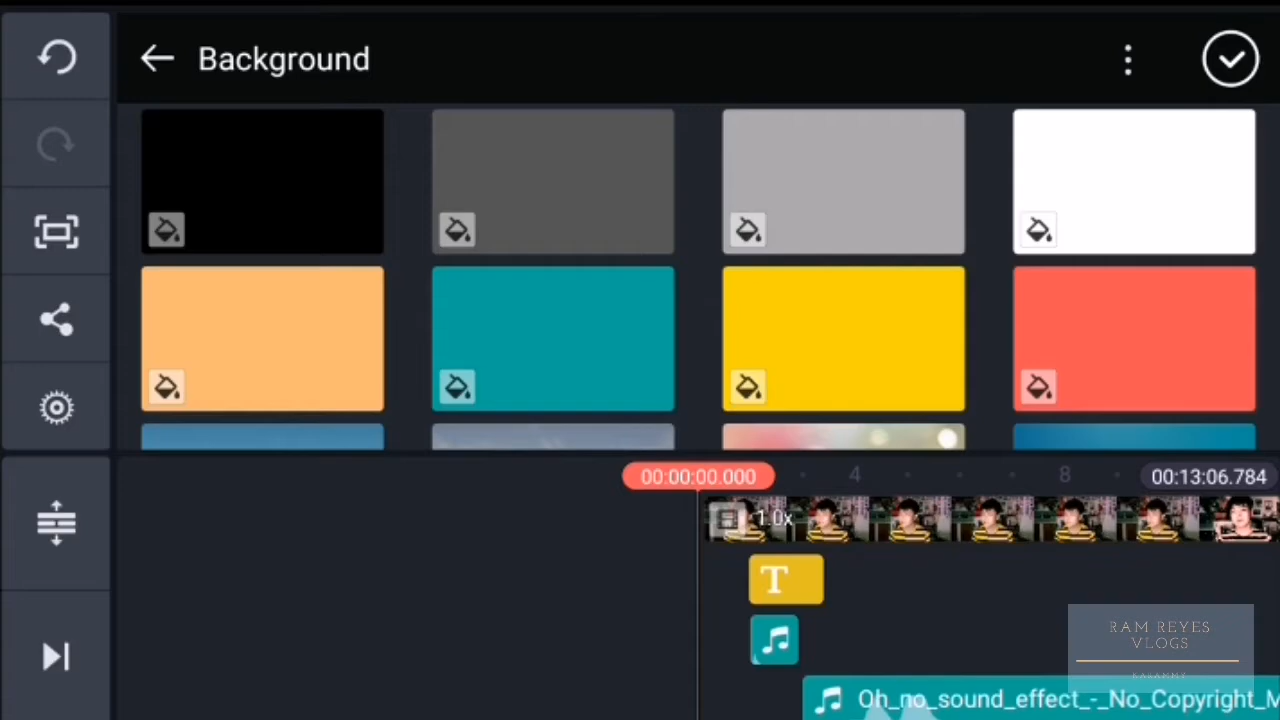 Background
00:00:00.000
4
8
00:13:06.784
1.0x
T
RAM REYES
VLOGS
Oh_no_sound_effect_-_No_Copyright_M